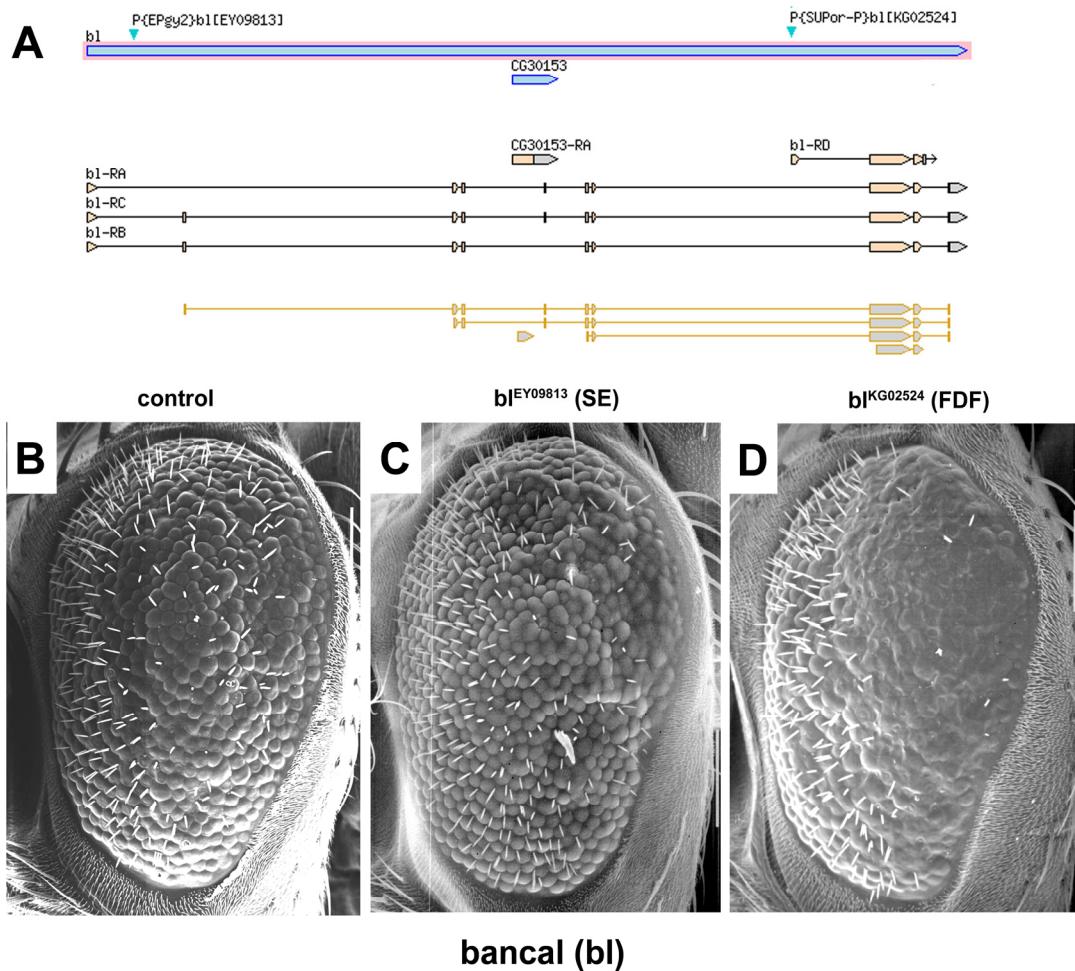 A
P{EPgy2}bl[EY09813]
P{SUPor-P}bl[KG02524]
bl
CG30153
CG30153-RA
bl-RD
bl-RA
bl-RC
bl-RB
control
bl^EY09813 (SE)
bl^KG02524 (FDF)
B
C
D
bancal (bl)